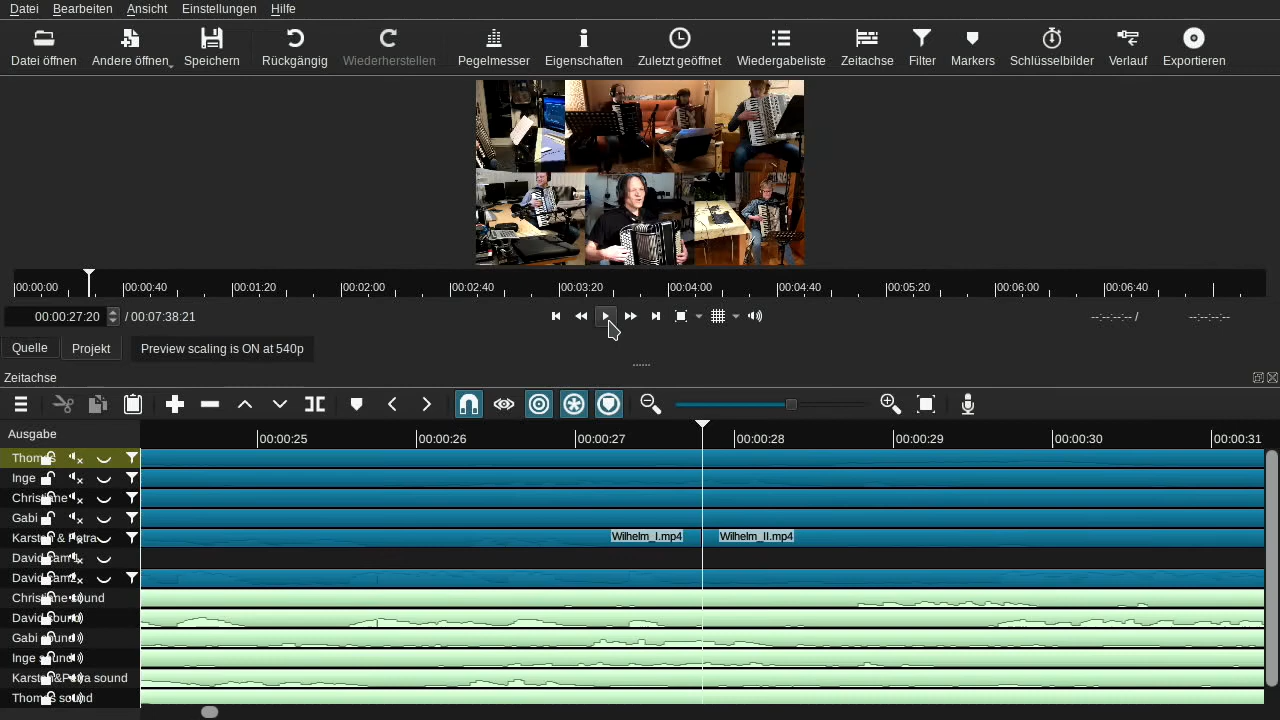 Datei Bearbeiten Ansicht Einstellungen Hilfe
Datei öffnen Andere öffnen Speichern Rückgängig Wiederherstellen Pegelmesser Eigenschaften Zuletzt geöffnet Wiedergabeliste Zeitachse Filter Markers Schlüsselbilder Verlauf Exportieren
00:00:00 00:00:40 00:01:20 00:02:00 00:02:40 00:03:20 00:04:00 00:04:40 00:05:20 00:06:00 00:06:40
00:00:27:20 / 00:07:38:21 --:--:--:-- / --:--:--:--
Quelle Projekt Preview scaling is ON at 540p
Zeitachse
Ausgabe 00:00:25 00:00:26 00:00:27 00:00:28 00:00:29 00:00:30 00:00:31
Thomas
Inge
Christiane
Gabi
Karsten & Petra Wilhelm_I.mp4 Wilhelm_II.mp4
David
David
Christiane sound
David sound
Gabi sound
Inge sound
Karsten&Petra sound
Thomas sound